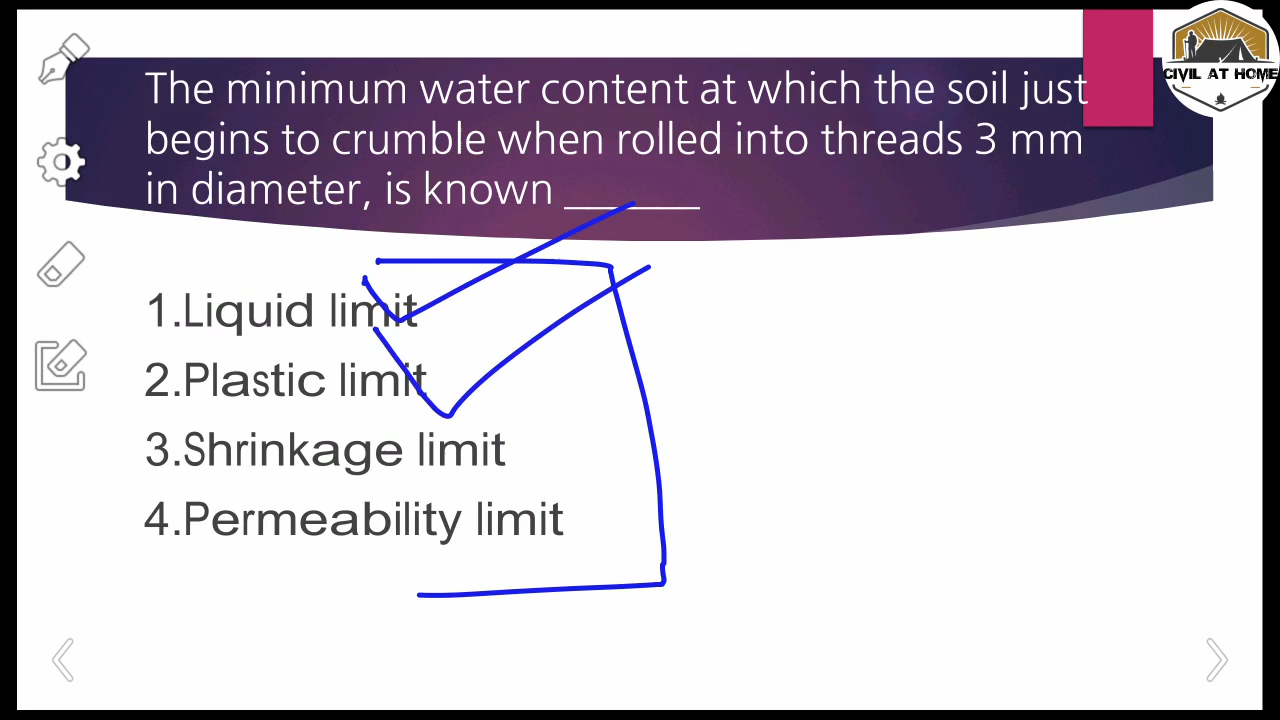 The minimum water content at which the soil just
begins to crumble when rolled into threads 3 mm
in diameter, is known ______
CIVIL AT HOME
1.Liquid limit
2.Plastic limit
3.Shrinkage limit
4.Permeability limit